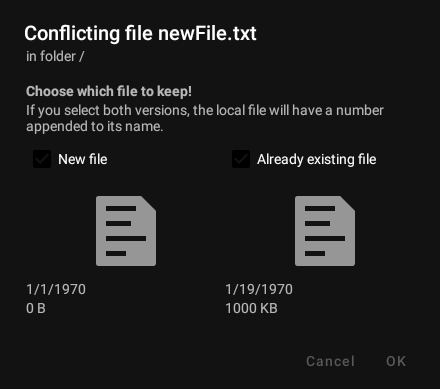 Conflicting file newFile.txt
in folder /
Choose which file to keep!
If you select both versions, the local file will have a number
appended to its name.
New file
Already existing file
1/1/1970
0 B
1/19/1970
1000 KB
Cancel
OK